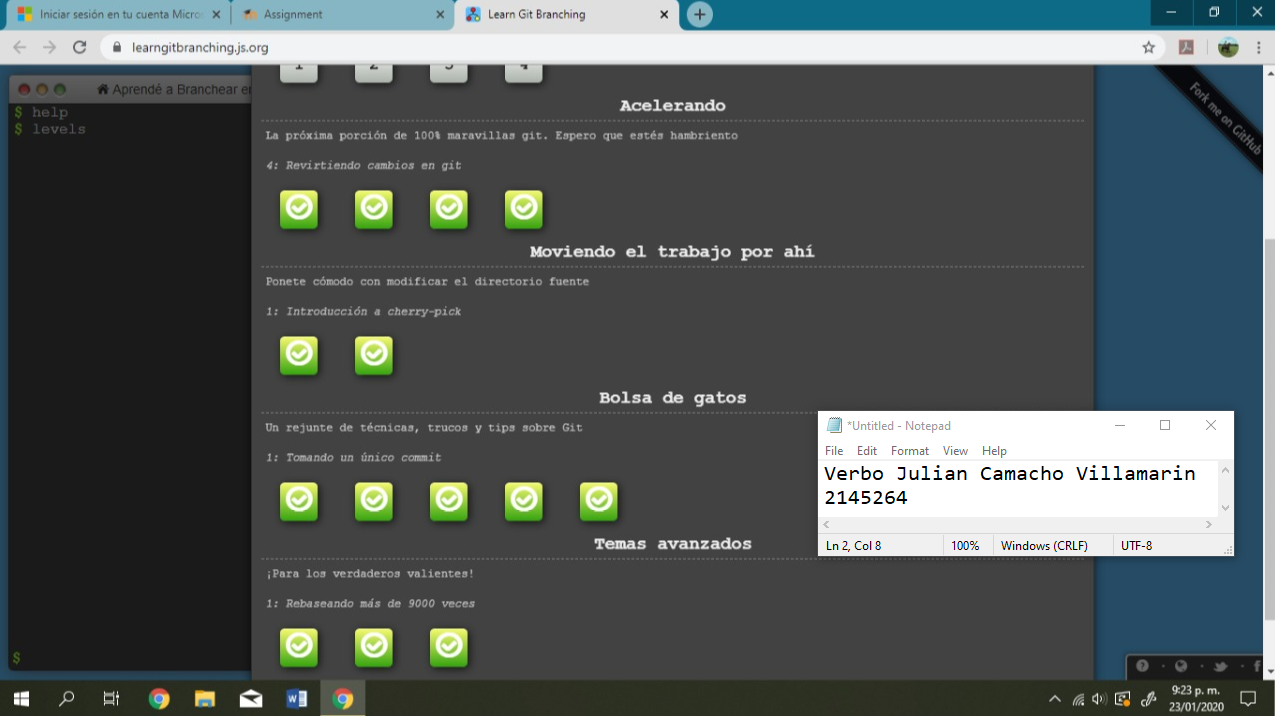 Iniciar sesión en tu cuenta Micro
Assignment
Learn Git Branching
learngitbranching.js.org
Aprendé a Branchear en
$ help
$ levels
$
1 2 3 4
Acelerando
La próxima porción de 100% maravillas git. Espero que estés hambriento
4: Revirtiendo cambios en git
Moviendo el trabajo por ahí
Ponete cómodo con modificar el directorio fuente
1: Introducción a cherry-pick
Bolsa de gatos
Un rejunte de técnicas, trucos y tips sobre Git
1: Tomando un único commit
Temas avanzados
¡Para los verdaderos valientes!
1: Rebaseando más de 9000 veces
Fork me on GitHub
*Untitled - Notepad
File Edit Format View Help
Verbo Julian Camacho Villamarin
2145264
Ln 2, Col 8 100% Windows (CRLF) UTF-8
9:23 p. m.
23/01/2020